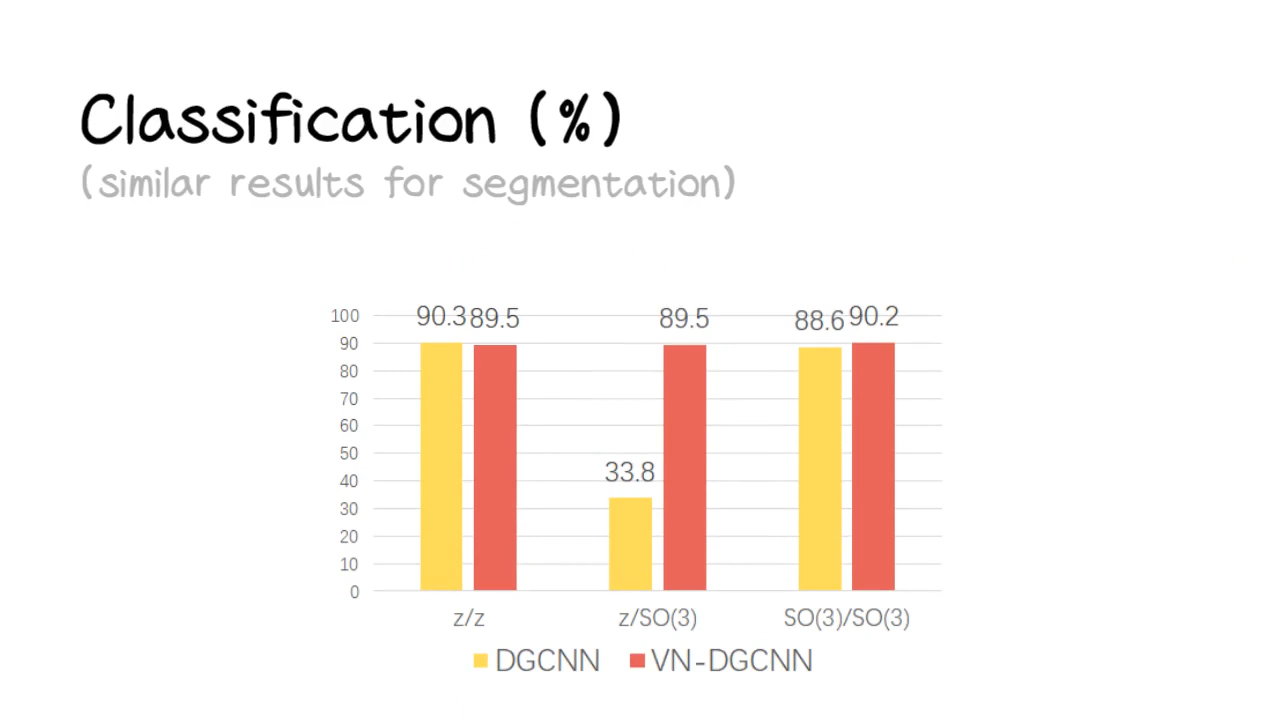 Classification (%)
(similar results for segmentation)
100
90
80
70
60
50
40
30
20
10
0
90.3
89.5
33.8
89.5
88.6
90.2
z/z
z/SO(3)
SO(3)/SO(3)
DGCNN
VN-DGCNN